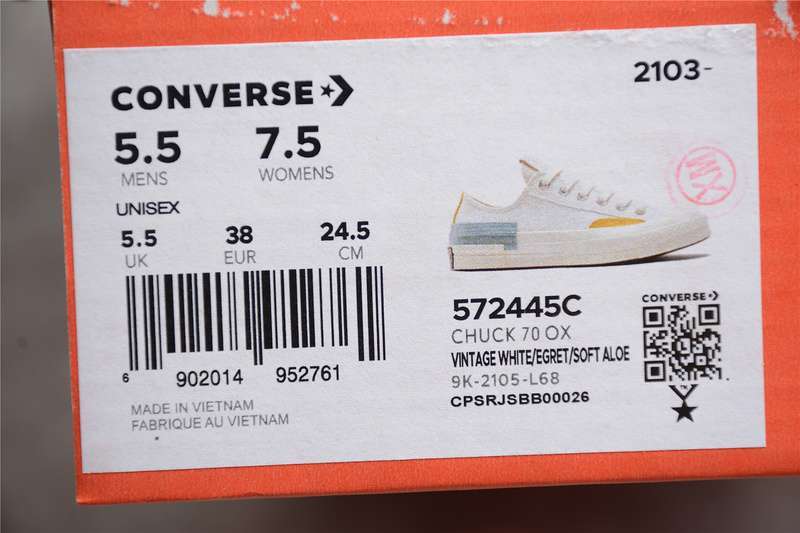 CONVERSE
2103-
5.5 7.5
MENS WOMENS
UNISEX
5.5 38 24.5
UK EUR CM
6 902014 952761
MADE IN VIETNAM
FABRIQUE AU VIETNAM
WX
572445C
CHUCK 70 OX
VINTAGE WHITE/EGRET/SOFT ALOE
9K-2105-L68
CPSRJSBB00026
CONVERSE
TM